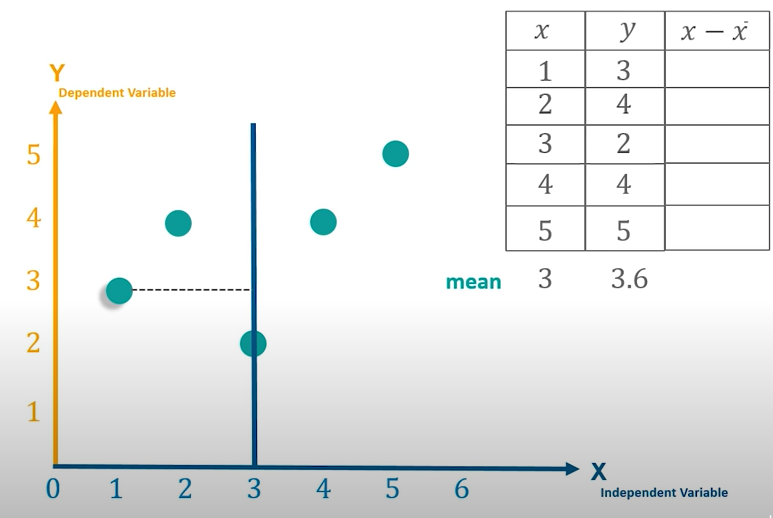 Y
Dependent Variable
5
4
3
2
1
0 1 2 3 4 5 6
X
Independent Variable
x y x − x̄
1 3
2 4
3 2
4 4
5 5
mean 3 3.6